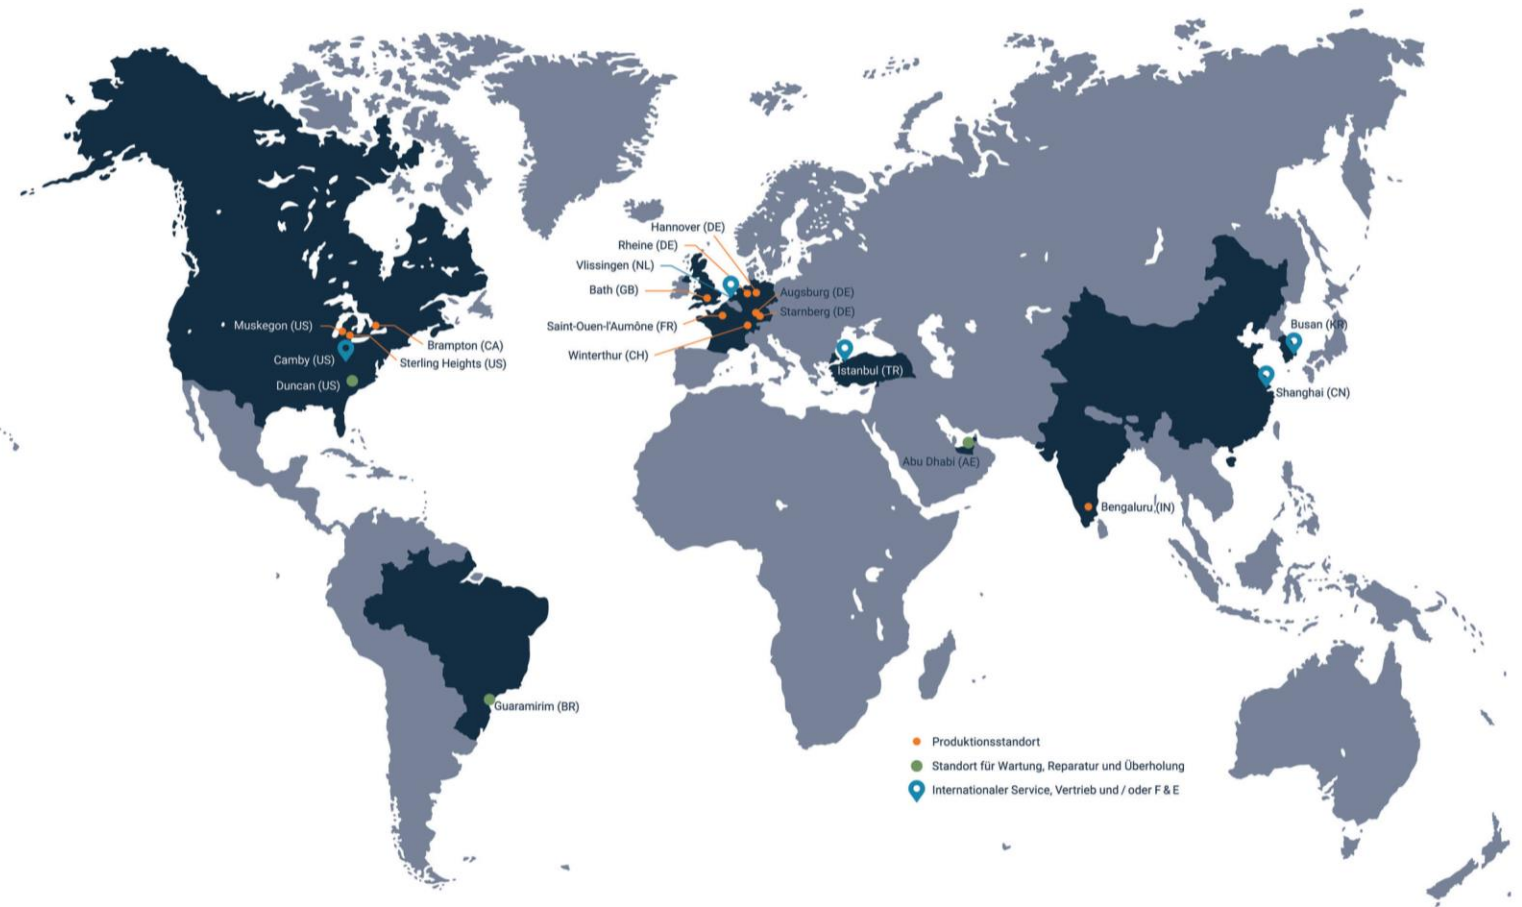 Hannover (DE)
Rheine (DE)
Vlissingen (NL)
Bath (GB)
Augsburg (DE)
Starnberg (DE)
Saint-Ouen-l'Aumône (FR)
Winterthur (CH)
Muskegon (US)
Brampton (CA)
Sterling Heights (US)
Camby (US)
Duncan (US)
Istanbul (TR)
Busan (KR)
Shanghai (CN)
Abu Dhabi (AE)
Bengaluru (IN)
Guaramirim (BR)
Produktionsstandort
Standort für Wartung, Reparatur und Überholung
Internationaler Service, Vertrieb und / oder F & E